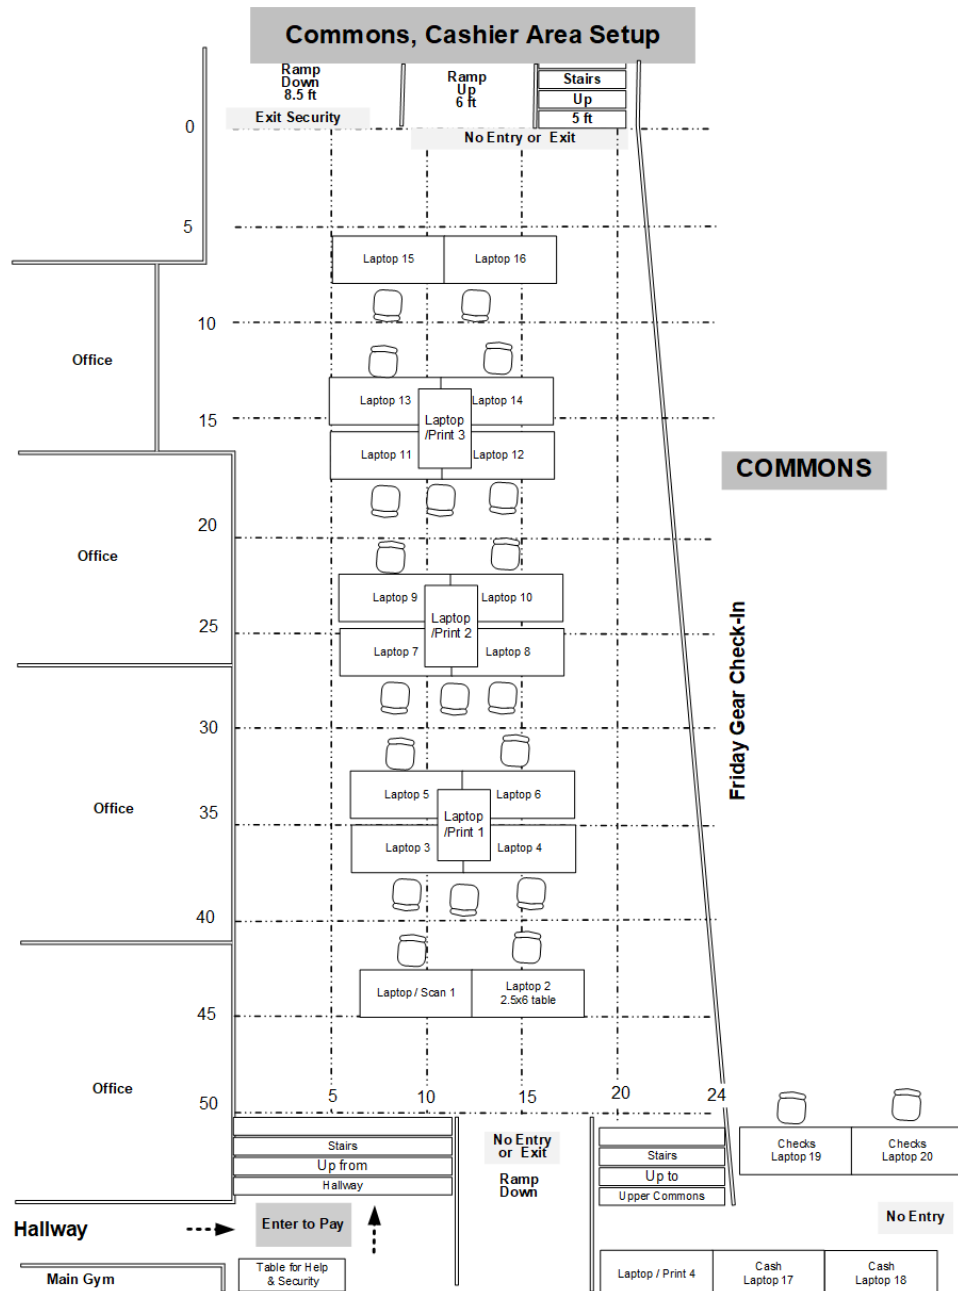 Commons, Cashier Area Setup
Ramp
Down
8.5 ft
Ramp
Up
6 ft
Stairs
Up
5 ft
Exit Security
No Entry or Exit
0
5
Laptop 15
Laptop 16
10
Office
Laptop 13
Laptop 14
15
Laptop
/Print 3
Laptop 11
Laptop 12
COMMONS
20
Office
Laptop 9
Laptop 10
25
Laptop
/Print 2
Laptop 7
Laptop 8
Friday Gear Check-In
30
Laptop 5
Laptop 6
Office
35
Laptop
/Print 1
Laptop 3
Laptop 4
40
Laptop / Scan 1
Laptop 2
2.5x6 table
45
Office
50
5
10
15
20
24
Stairs
Up from
Hallway
No Entry
or Exit
Ramp
Down
Stairs
Up to
Upper Commons
Checks
Laptop 19
Checks
Laptop 20
Hallway
Enter to Pay
No Entry
Main Gym
Table for Help
& Security
Laptop / Print 4
Cash
Laptop 17
Cash
Laptop 18